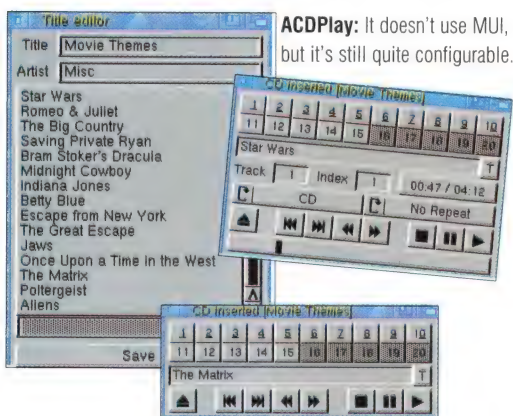 Title editor
ACDPlay: It doesn't use MUI,
but it's still quite configurable.
Title Movie Themes
Artist Misc
Star Wars
Romeo & Juliet
The Big Country
Saving Private Ryan
Bram Stoker's Dracula
Midnight Cowboy
Indiana Jones
Betty Blue
Escape from New York
The Great Escape
Jaws
Once Upon a Time in the West
The Matrix
Poltergeist
Aliens
Save
CD Inserted [Movie Themes]
1 2 3 4 5 6 7 8 9 10
11 12 13 14 15 16 17 18 19 20
Star Wars
T
Track 1 Index 1 00:47 / 04:12
CD No Repeat
CD Inserted [Movie Themes]
1 2 3 4 5 6 7 8 9 10
11 12 13 14 15 16 17 18 19 20
The Matrix T